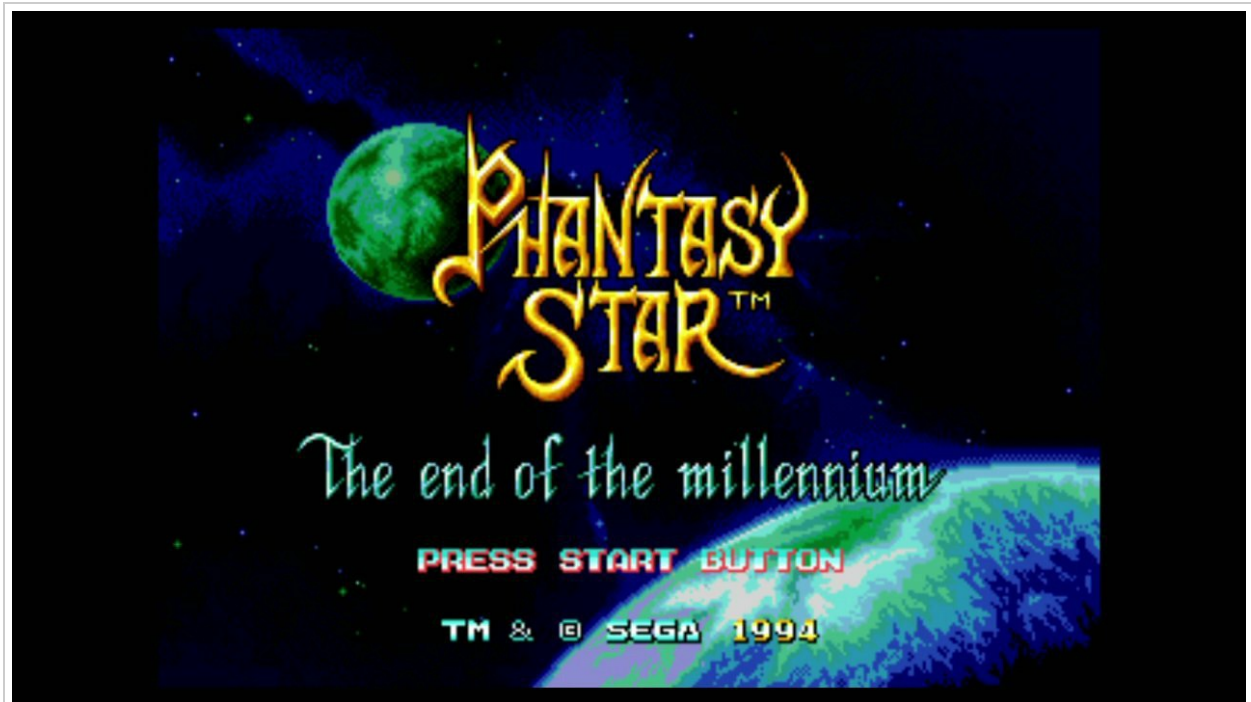 PHANTASY
STAR™
The end of the millennium
PRESS START BUTTON
TM & © SEGA 1994